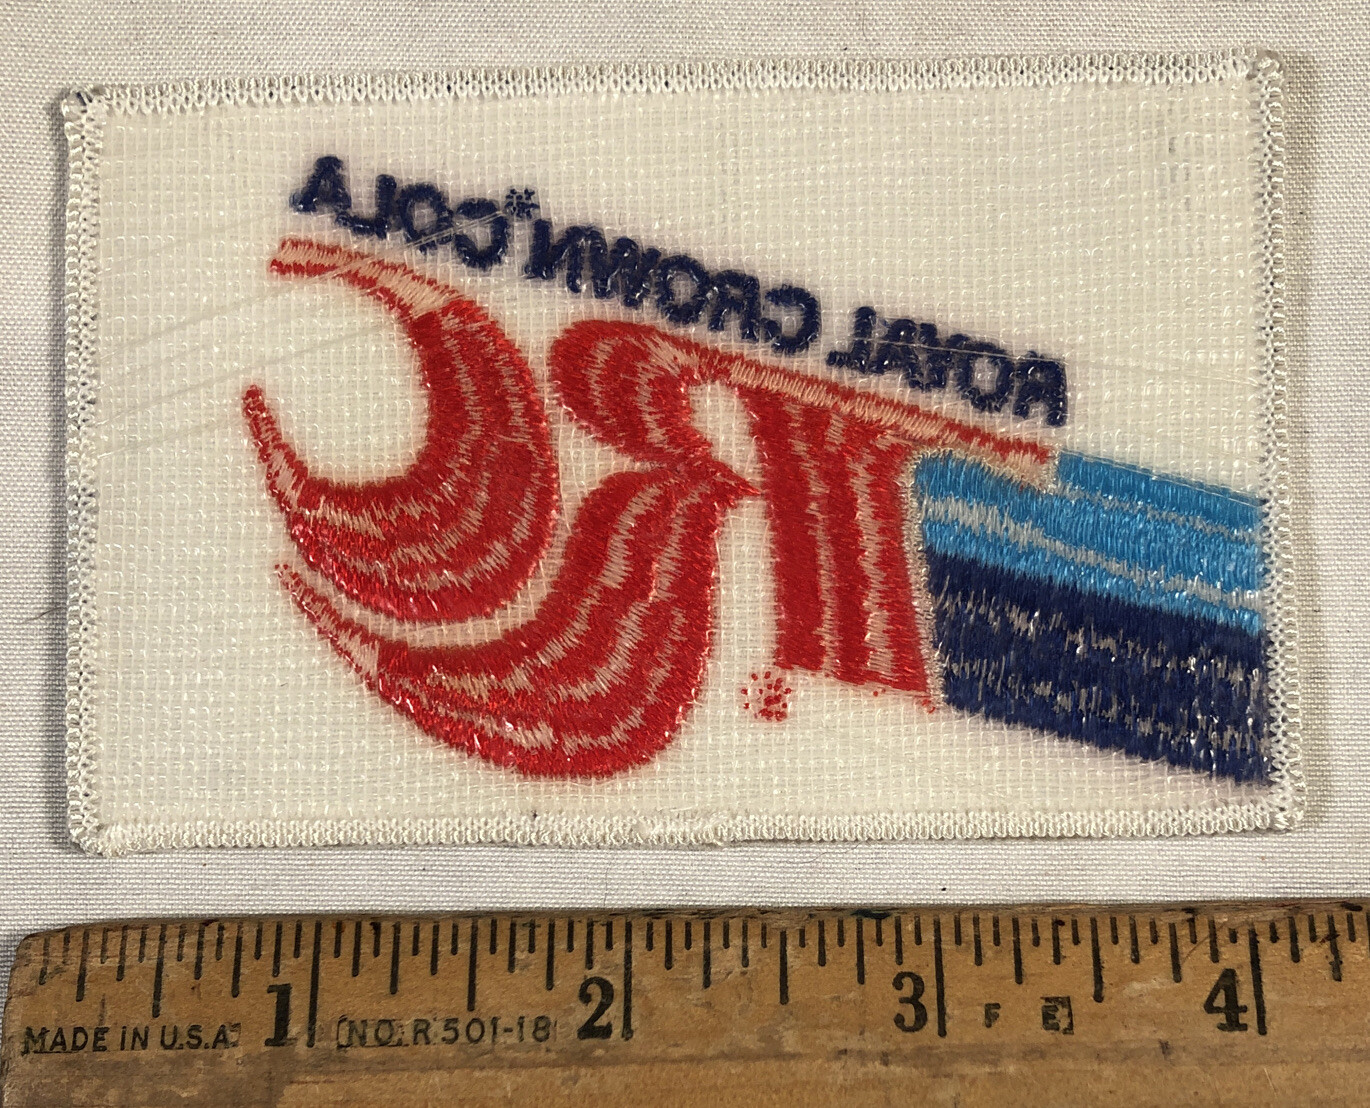 ROYAL CROWN COLA
RC
1 2 3 4
MADE IN U.S.A. [NO. R 501-18] F E]